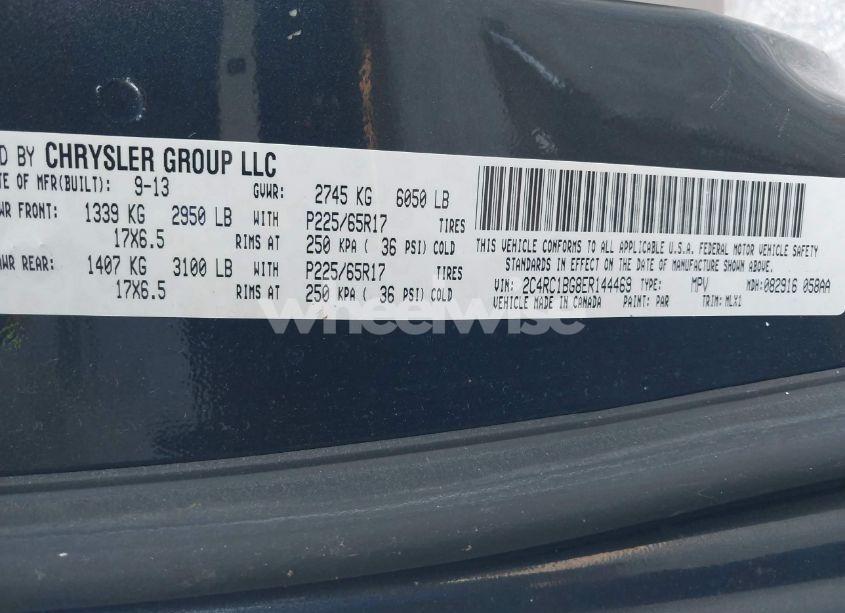 D BY CHRYSLER GROUP LLC
TE OF MFR(BUILT): 9-13 GVWR: 2745 KG 6050 LB
WR FRONT: 1339 KG 2950 LB WITH P225/65R17 TIRES
17X6.5 RIMS AT 250 KPA ( 36 PSI) COLD
AWR REAR: 1407 KG 3100 LB WITH P225/65R17 TIRES
17X6.5 RIMS AT 250 KPA ( 36 PSI) COLD
THIS VEHICLE CONFORMS TO ALL APPLICABLE U.S.A. FEDERAL MOTOR VEHICLE SAFETY
STANDARDS IN EFFECT ON THE DATE OF MANUFACTURE SHOWN ABOVE.
VIN: 2C4RC1BG8ER144469 TYPE: MPV MDH:082916 058AA
VEHICLE MADE IN CANADA PAINT: PAR TRIM: MLX1
wheelwise